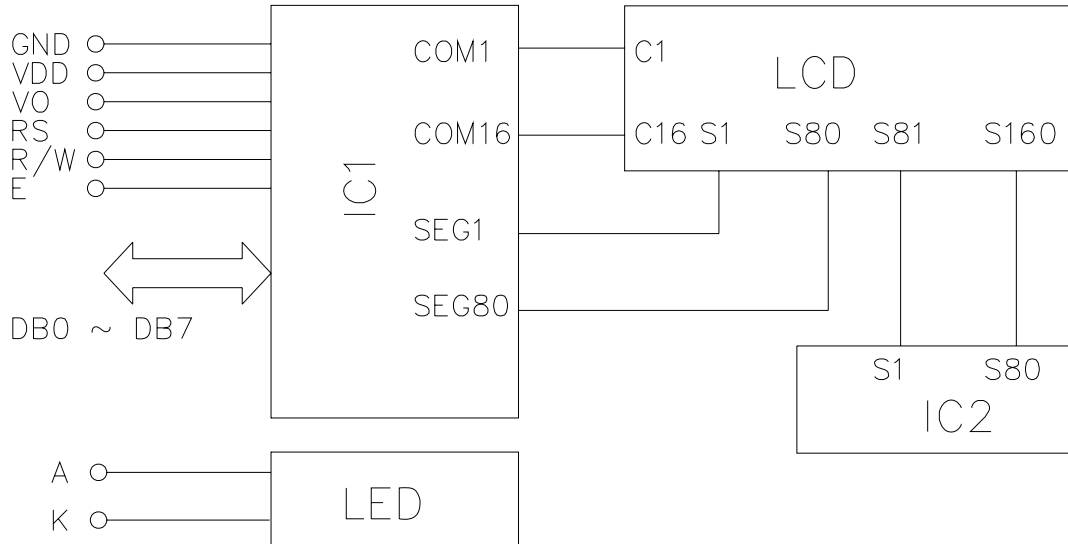 GND
VDD
VO
RS
R/W
E
DB0 ~ DB7
IC1
COM1
COM16
SEG1
SEG80
C1
LCD
C16 S1 S80 S81 S160
S1 S80
IC2
A
K
LED